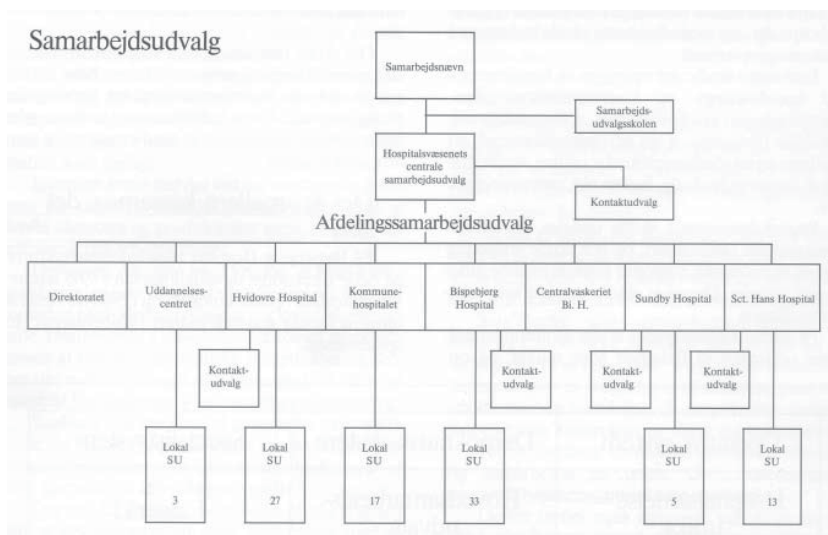 Samarbejdsudvalg
Samarbejdsnævn
Samarbejds-
udvalgsskolen
Hospitalsvæsenets
centrale
samarbejdsudvalg
Kontaktudvalg
Afdelingssamarbejdsudvalg
Direktoratet
Uddannelses-
centret
Hvidovre Hospital
Kommune-
hospitalet
Bispebjerg
Hospital
Centralvaskeriet
Bi. H.
Sundby Hospital
Sct. Hans Hospital
Kontakt-
udvalg
Kontakt-
udvalg
Kontakt-
udvalg
Kontakt-
udvalg
Lokal
SU
3
Lokal
SU
27
Lokal
SU
17
Lokal
SU
33
Lokal
SU
5
Lokal
SU
13